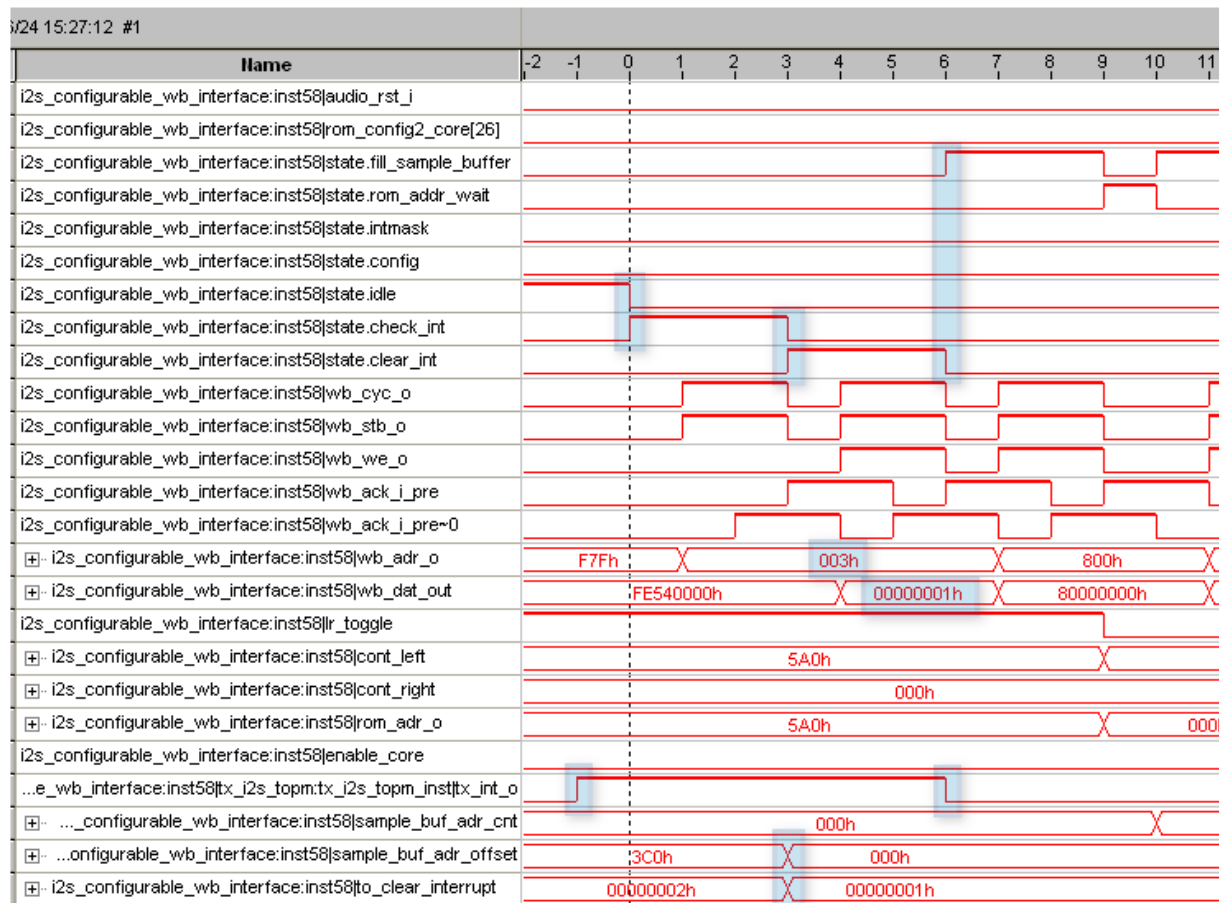 5/24 15:27:12 #1
Name -2 -1 0 1 2 3 4 5 6 7 8 9 10 11
i2s_configurable_wb_interface:inst58|audio_rst_i
i2s_configurable_wb_interface:inst58|rom_config2_core[26]
i2s_configurable_wb_interface:inst58|state.fill_sample_buffer
i2s_configurable_wb_interface:inst58|state.rom_addr_wait
i2s_configurable_wb_interface:inst58|state.intmask
i2s_configurable_wb_interface:inst58|state.config
i2s_configurable_wb_interface:inst58|state.idle
i2s_configurable_wb_interface:inst58|state.check_int
i2s_configurable_wb_interface:inst58|state.clear_int
i2s_configurable_wb_interface:inst58|wb_cyc_o
i2s_configurable_wb_interface:inst58|wb_stb_o
i2s_configurable_wb_interface:inst58|wb_we_o
i2s_configurable_wb_interface:inst58|wb_ack_i_pre
i2s_configurable_wb_interface:inst58|wb_ack_i_pre~0
i2s_configurable_wb_interface:inst58|wb_adr_o F7Fh 003h 800h
i2s_configurable_wb_interface:inst58|wb_dat_out FE540000h 00000001h 80000000h
i2s_configurable_wb_interface:inst58|lr_toggle
i2s_configurable_wb_interface:inst58|cont_left 5A0h
i2s_configurable_wb_interface:inst58|cont_right 000h
i2s_configurable_wb_interface:inst58|rom_adr_o 5A0h 000
i2s_configurable_wb_interface:inst58|enable_core
...e_wb_interface:inst58|tx_i2s_topm:tx_i2s_topm_inst|tx_int_o
..._configurable_wb_interface:inst58|sample_buf_adr_cnt 000h
...onfigurable_wb_interface:inst58|sample_buf_adr_offset 3C0h 000h
i2s_configurable_wb_interface:inst58|to_clear_interrupt 00000002h 00000001h